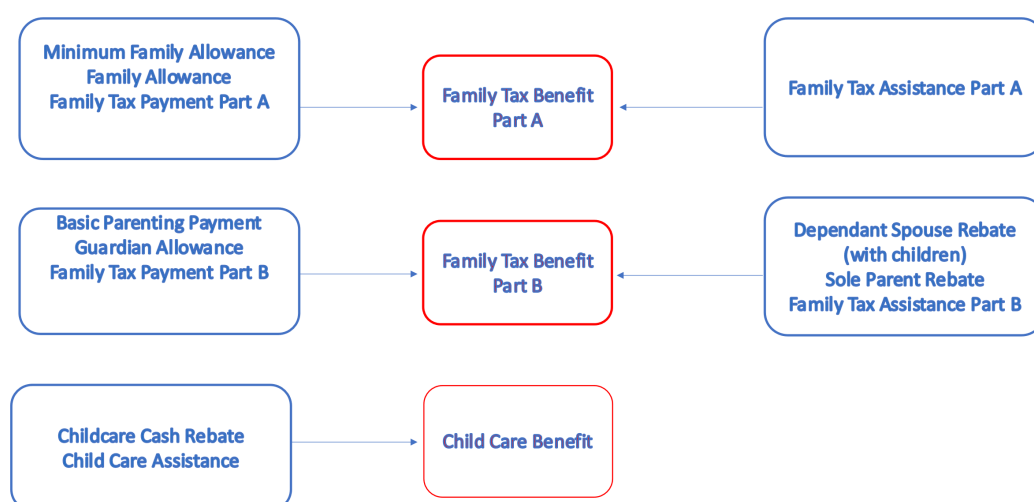 Minimum Family Allowance
Family Allowance
Family Tax Payment Part A
Family Tax Benefit
Part A
Family Tax Assistance Part A
Basic Parenting Payment
Guardian Allowance
Family Tax Payment Part B
Family Tax Benefit
Part B
Dependant Spouse Rebate
(with children)
Sole Parent Rebate
Family Tax Assistance Part B
Childcare Cash Rebate
Child Care Assistance
Child Care Benefit